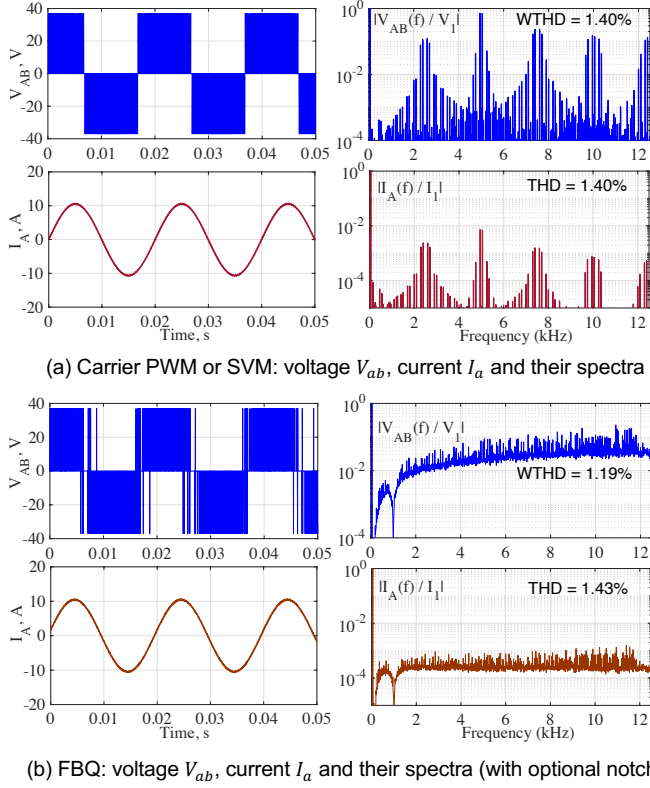 40
20
0
-20
-40
V_AB, V
0 0.01 0.02 0.03 0.04 0.05
20
10
0
-10
-20
I_A, A
0 0.01 0.02 0.03 0.04 0.05
Time, s
10^0
10^-2
10^-4
|V_AB(f) / V_1|
WTHD = 1.40%
0 2 4 6 8 10 12
10^0
10^-2
10^-4
|I_A(f) / I_1|
THD = 1.40%
0 2 4 6 8 10 12
Frequency (kHz)
(a) Carrier PWM or SVM: voltage V_ab, current I_a and their spectra
40
20
0
-20
-40
V_AB, V
0 0.01 0.02 0.03 0.04 0.05
20
10
0
-10
-20
I_A, A
0 0.01 0.02 0.03 0.04 0.05
Time, s
10^0
10^-2
10^-4
|V_AB(f) / V_1|
WTHD = 1.19%
0 2 4 6 8 10 12
10^0
10^-2
10^-4
|I_A(f) / I_1|
THD = 1.43%
0 2 4 6 8 10 12
Frequency (kHz)
(b) FBQ: voltage V_ab, current I_a and their spectra (with optional notch